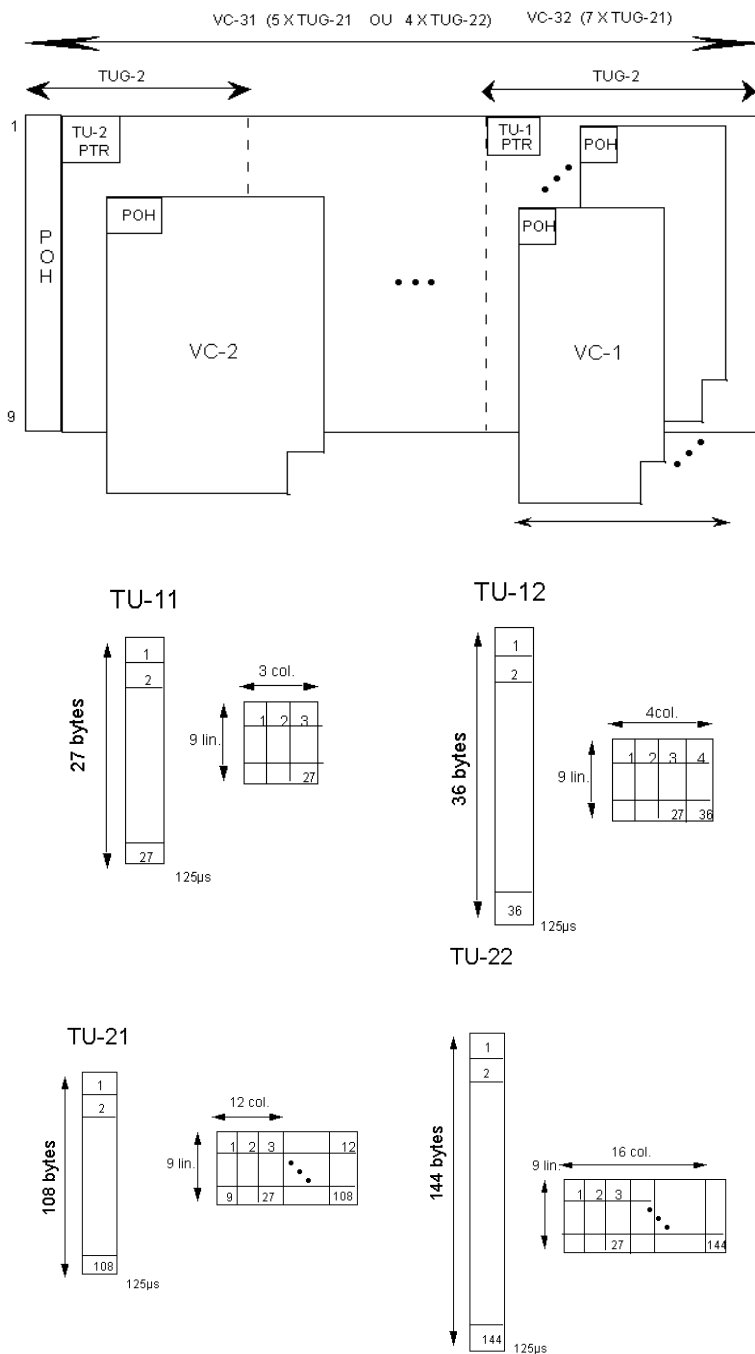 VC-31 (5 X TUG-21 OU 4 X TUG-22) VC-32 (7 X TUG-21)
TUG-2 TUG-2
1
TU-2 PTR
TU-1 PTR
POH
POH
POH
POH
VC-2
VC-1
9
TU-11
1
2
27
27 bytes
125µs
3 col.
9 lin.
1 2 3
27
TU-12
1
2
36
36 bytes
125µs
4col.
9 lin.
1 2 3 4
27 36
TU-21
1
2
108
108 bytes
125µs
12 col.
9 lin.
1 2 3 12
9 27 108
TU-22
1
2
144
144 bytes
125µs
16 col.
9 lin.
1 2 3
27 144